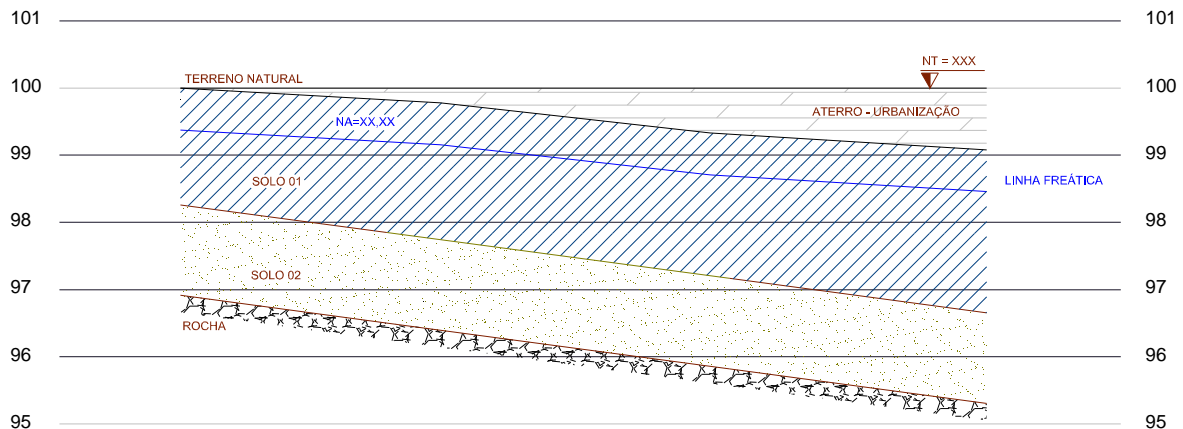 101 101
NT = XXX
TERRENO NATURAL
100 100
ATERRO - URBANIZAÇÃO
NA=XX,XX
99 99
SOLO 01
LINHA FREÁTICA
98 98
SOLO 02
97 97
ROCHA
96 96
95 95